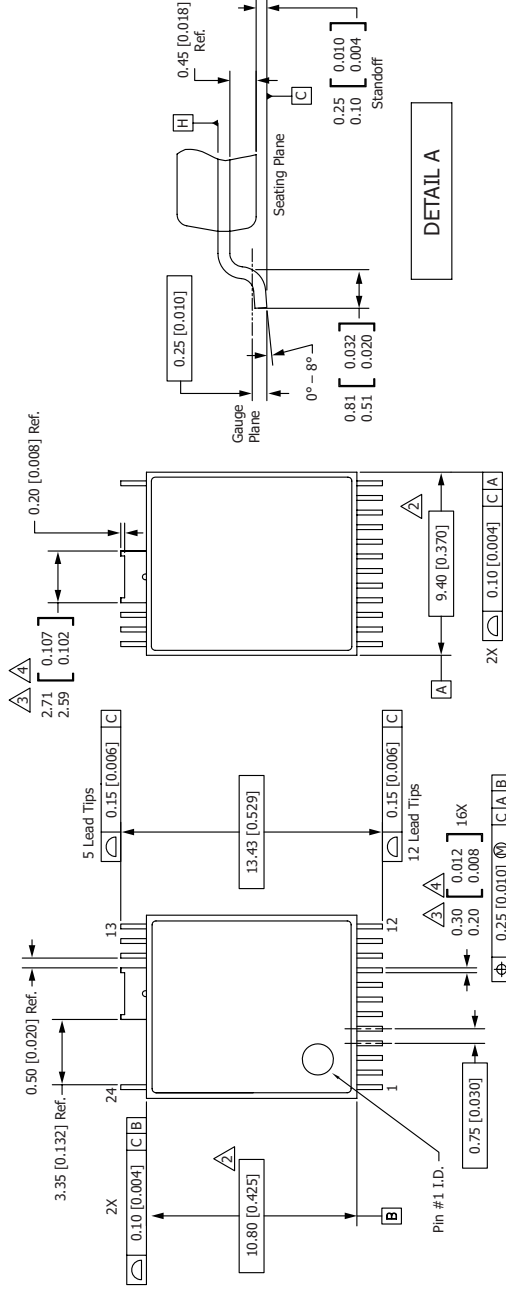 2X
⌓ 0.10 [0.004] C B
3.35 [0.132] Ref.
0.50 [0.020] Ref.
5 Lead Tips
⌓ 0.15 [0.006] C
24
13
2
10.80 [0.425]
13.43 [0.529]
B
Pin #1 I.D.
1
12
12 Lead Tips
⌓ 0.15 [0.006] C
0.75 [0.030]
3 4
0.30 [0.012]
0.20 [0.008]
16X
⌖ 0.25 [0.010] Ⓜ C A B
3 4
2.71 [0.107]
2.59 [0.102]
0.20 [0.008] Ref.
A
9.40 [0.370]
2
2X
⌓ 0.10 [0.004] C A
0.25 [0.010]
Gauge
Plane
0° – 8°
0.81 [0.032]
0.51 [0.020]
H
0.45 [0.018]
Ref.
Seating Plane
C
0.25 [0.010]
0.10 [0.004]
Standoff
DETAIL A